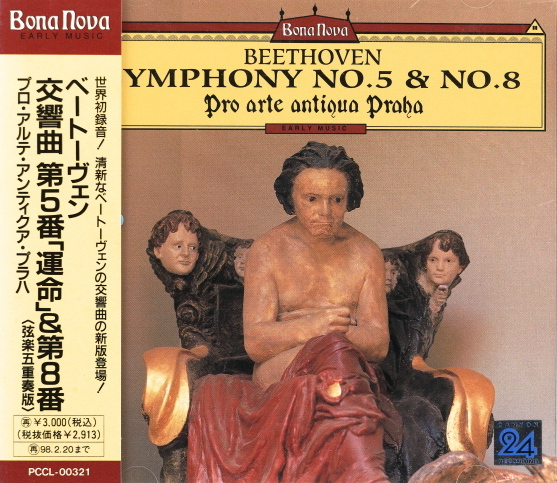 Bona Nova
EARLY MUSIC
世界初録音! 清新なベートーヴェンの交響曲の新版登場!
ベートーヴェン
交響曲 第5番「運命」&第8番
プロ・アルテ・アンティクア・プラハ
〈弦楽五重奏版〉
再 ¥3,000(税込)
(税抜価格¥2,913)
再 98.2.20まで
PCCL-00321
Bona Nova
BEETHOVEN
YMPHONY NO.5 & NO.8
Pro arte antiqua Praha
EARLY MUSIC
24